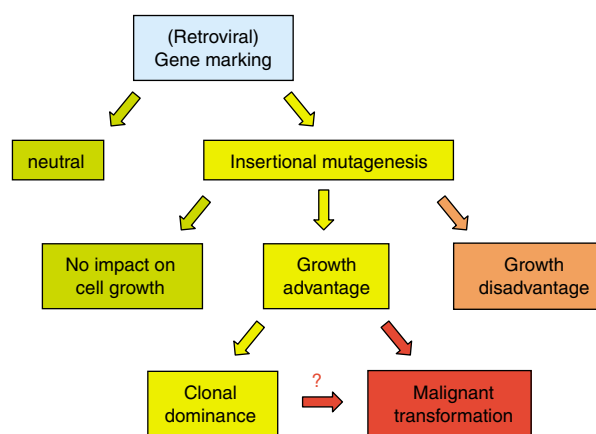 (Retroviral)
Gene marking
neutral
Insertional mutagenesis
No impact on
cell growth
Growth
advantage
Growth
disadvantage
Clonal
dominance
?
Malignant
transformation